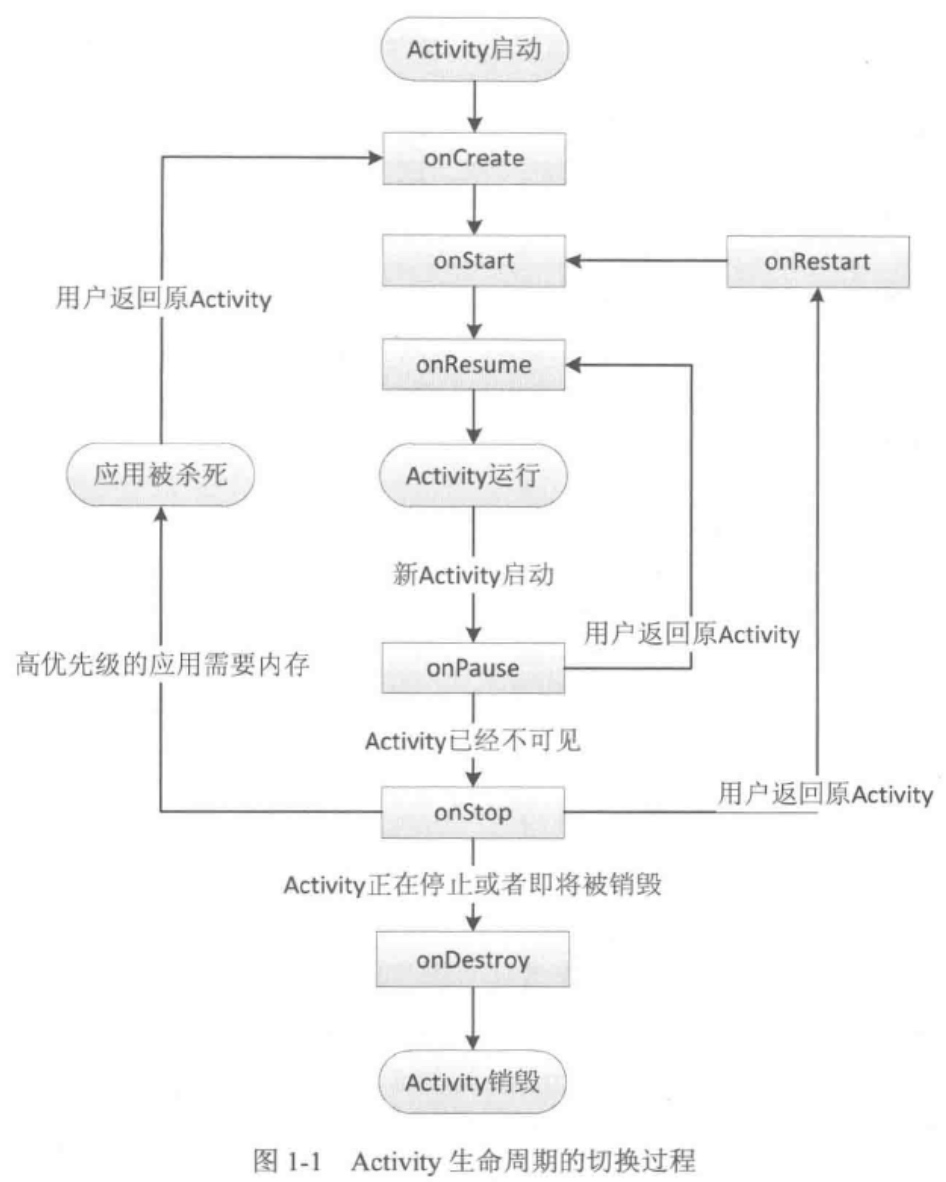 Activity启动
onCreate
onStart
onRestart
用户返回原Activity
onResume
应用被杀死
Activity运行
新Activity启动
用户返回原Activity
高优先级的应用需要内存
onPause
Activity已经不可见
用户返回原Activity
onStop
Activity正在停止或者即将被销毁
onDestroy
Activity销毁
图 1-1 Activity 生命周期的切换过程